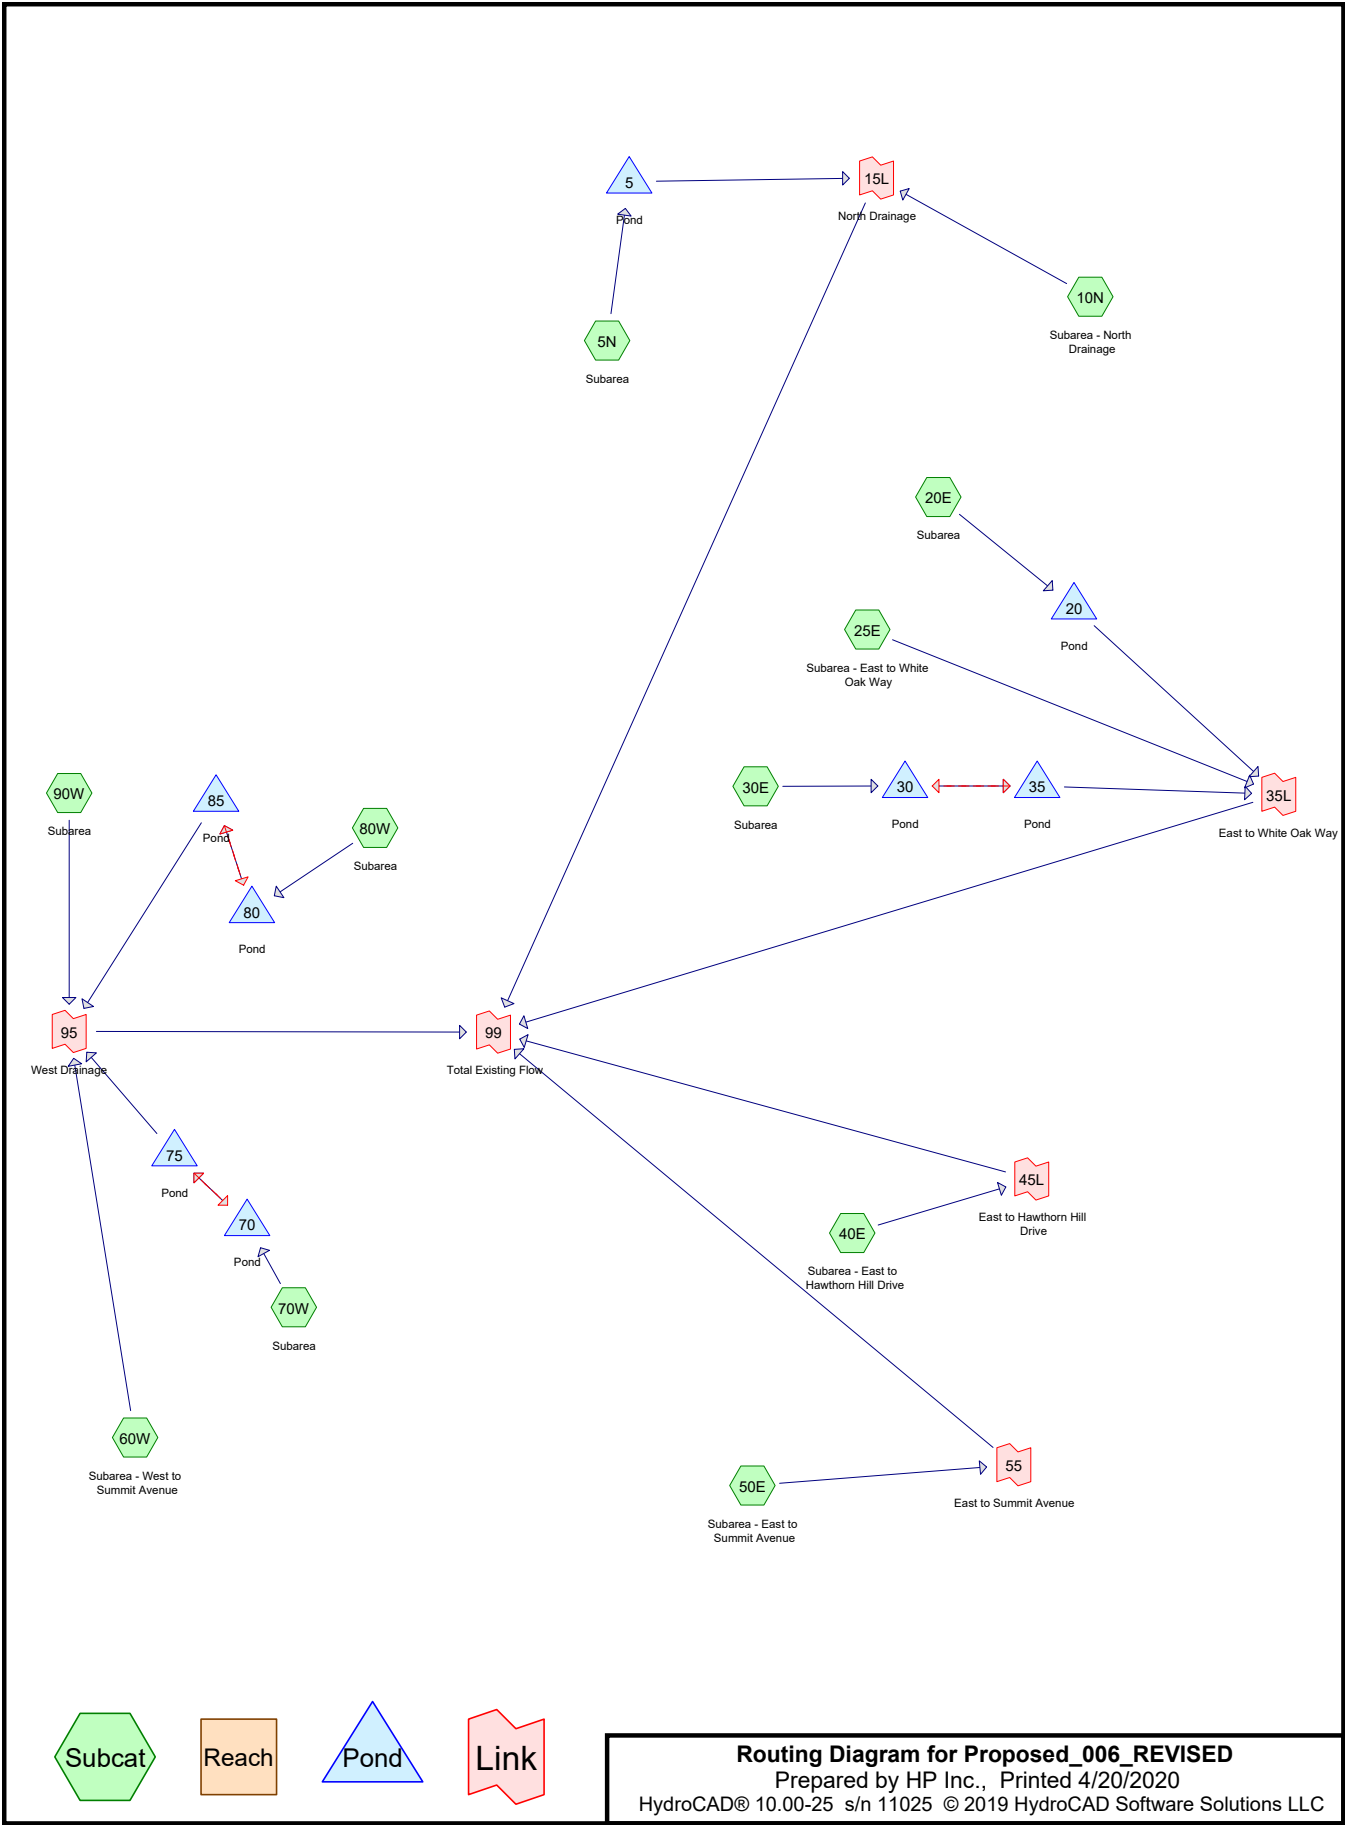 5
Pond
15L
North Drainage
10N
Subarea - North
Drainage
5N
Subarea
20E
Subarea
20
Pond
25E
Subarea - East to White
Oak Way
30E
Subarea
30
Pond
35
Pond
35L
East to White Oak Way
90W
Subarea
85
Pond
80W
Subarea
80
Pond
95
West Drainage
99
Total Existing Flow
75
Pond
70
Pond
70W
Subarea
45L
East to Hawthorn Hill
Drive
40E
Subarea - East to
Hawthorn Hill Drive
60W
Subarea - West to
Summit Avenue
55
East to Summit Avenue
50E
Subarea - East to
Summit Avenue
Subcat
Reach
Pond
Link
Routing Diagram for Proposed_006_REVISED
Prepared by HP Inc., Printed 4/20/2020
HydroCAD® 10.00-25 s/n 11025 © 2019 HydroCAD Software Solutions LLC